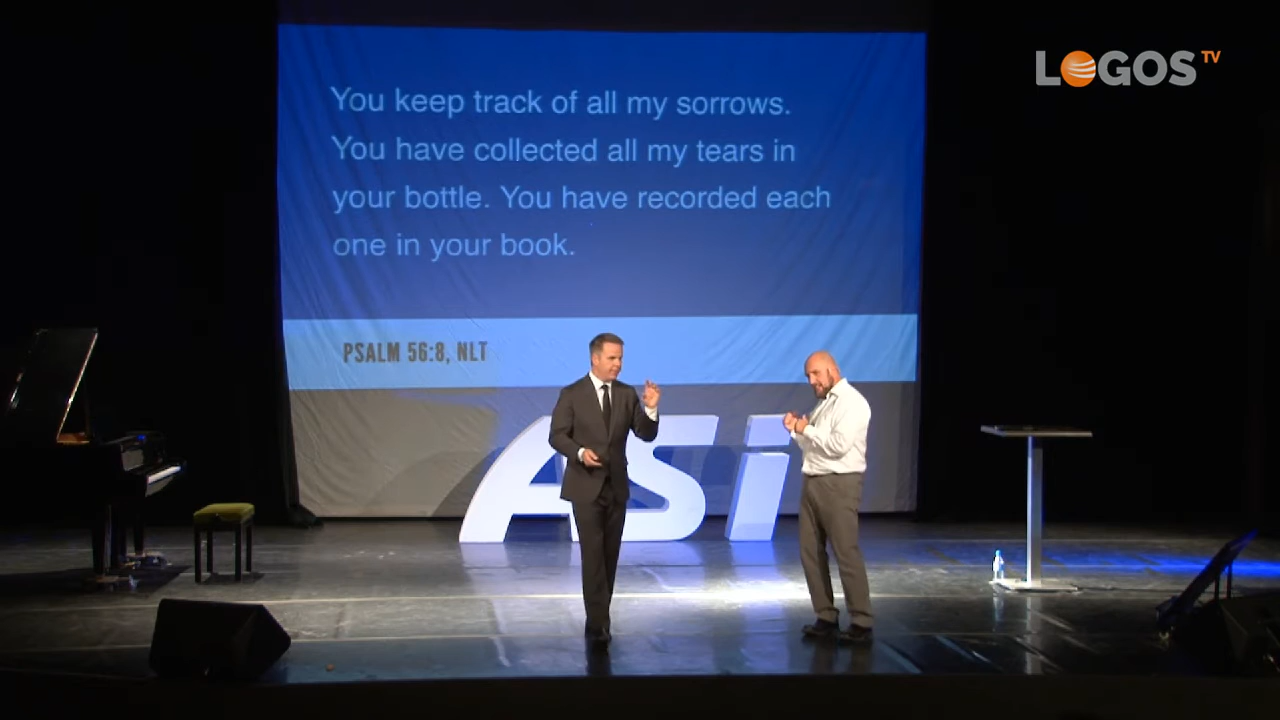 LOGOS TV
You keep track of all my sorrows.
You have collected all my tears in
your bottle. You have recorded each
one in your book.
PSALM 56:8, NLT
ASi